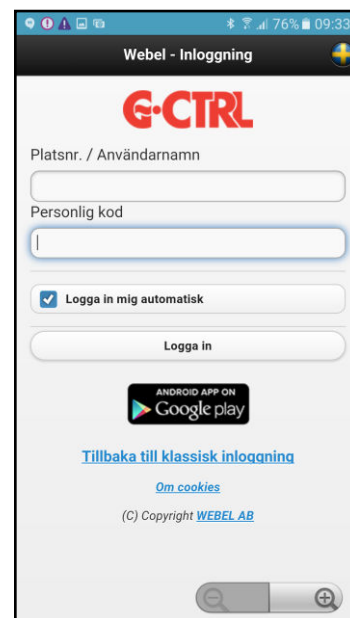 76% 09:33
Webel - Inloggning
G-CTRL
Platsnr. / Användarnamn
Personlig kod
Logga in mig automatisk
Logga in
ANDROID APP ON
Google play
Tillbaka till klassisk inloggning
Om cookies
(C) Copyright WEBEL AB